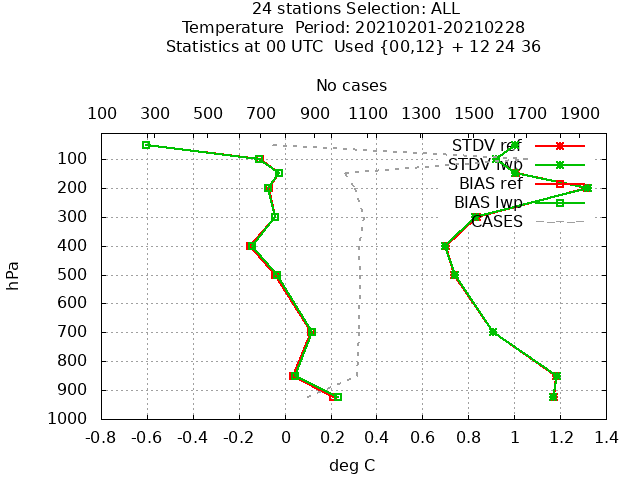 24 stations Selection: ALL
Temperature  Period: 20210201-20210228
Statistics at 00 UTC  Used {00,12} + 12 24 36
No cases
100 300 500 700 900 1100 1300 1500 1700 1900
STDV ref
STDV lwp
BIAS ref
BIAS lwp
CASES
hPa
100
200
300
400
500
600
700
800
900
1000
-0.8 -0.6 -0.4 -0.2 0 0.2 0.4 0.6 0.8 1 1.2 1.4
deg C